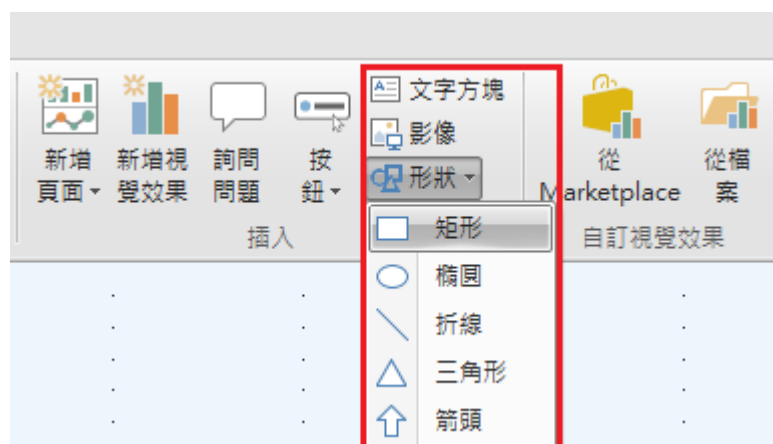 文字方塊
影像
形狀
新增
頁面
新增視
覺效果
詢問
問題
按
鈕
從
Marketplace
從檔
案
插入
自訂視覺效果
矩形
橢圓
折線
三角形
箭頭